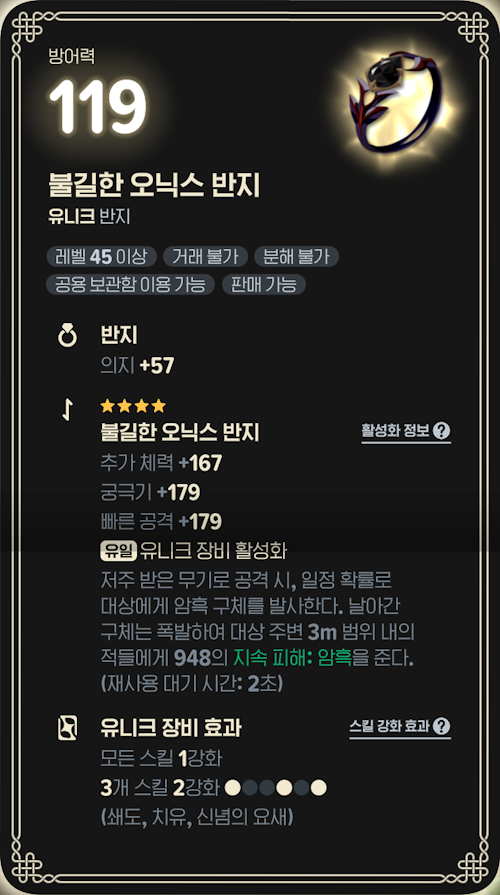 방어력
119
불길한 오닉스 반지
유니크 반지
레벨 45 이상 거래 불가 분해 불가
공용 보관함 이용 가능 판매 가능
반지
의지 +57
불길한 오닉스 반지 활성화 정보 ?
추가 체력 +167
궁극기 +179
빠른 공격 +179
유일 유니크 장비 활성화
저주 받은 무기로 공격 시, 일정 확률로
대상에게 암흑 구체를 발사한다. 날아간
구체는 폭발하여 대상 주변 3m 범위 내의
적들에게 948의 지속 피해: 암흑을 준다.
(재사용 대기 시간: 2초)
유니크 장비 효과 스킬 강화 효과 ?
모든 스킬 1강화
3개 스킬 2강화
(쇄도, 치유, 신념의 요새)